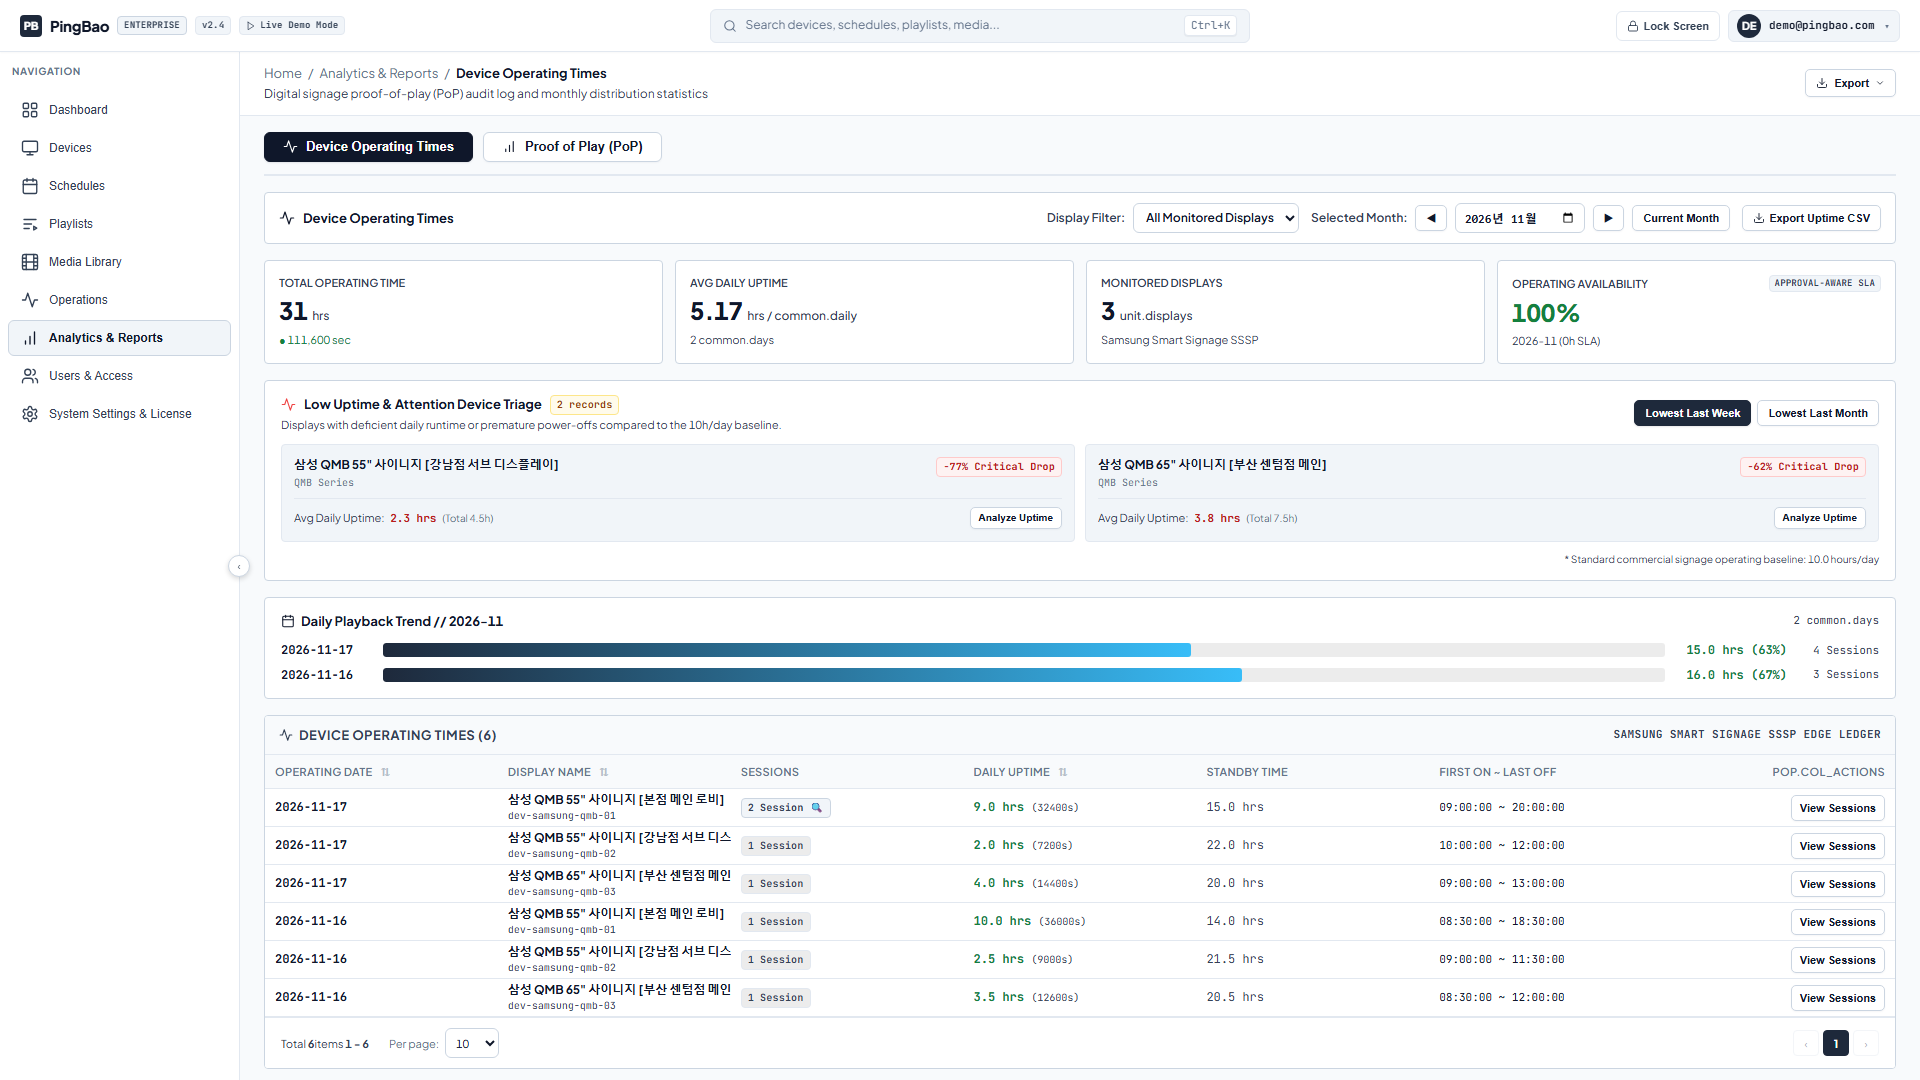 PB PingBao ENTERPRISE v2.4 Live Demo Mode
Search devices, schedules, playlists, media... Ctrl+K
Lock Screen DE demo@pingbao.com
NAVIGATION
Dashboard
Devices
Schedules
Playlists
Media Library
Operations
Analytics & Reports
Users & Access
System Settings & License
Home / Analytics & Reports / Device Operating Times
Digital signage proof-of-play (PoP) audit log and monthly distribution statistics
Export
Device Operating Times
Proof of Play (PoP)
Device Operating Times
Display Filter: All Monitored Displays Selected Month: ◀ 2026년 11월 ▶ Current Month Export Uptime CSV
TOTAL OPERATING TIME
31 hrs
● 111,600 sec
AVG DAILY UPTIME
5.17 hrs / common.daily
2 common.days
MONITORED DISPLAYS
3 unit.displays
Samsung Smart Signage SSSP
OPERATING AVAILABILITY APPROVAL-AWARE SLA
100%
2026-11 (0h SLA)
Low Uptime & Attention Device Triage 2 records
Displays with deficient daily runtime or premature power-offs compared to the 10h/day baseline.
Lowest Last Week Lowest Last Month
삼성 QMB 55" 사이니지 [강남점 서브 디스플레이] -77% Critical Drop
QMB Series
Avg Daily Uptime: 2.3 hrs (Total 4.5h) Analyze Uptime
삼성 QMB 65" 사이니지 [부산 센텀점 메인] -62% Critical Drop
QMB Series
Avg Daily Uptime: 3.8 hrs (Total 7.5h) Analyze Uptime
* Standard commercial signage operating baseline: 10.0 hours/day
Daily Playback Trend // 2026-11 2 common.days
2026-11-17 15.0 hrs (63%) 4 Sessions
2026-11-16 16.0 hrs (67%) 3 Sessions
DEVICE OPERATING TIMES (6) SAMSUNG SMART SIGNAGE SSSP EDGE LEDGER
OPERATING DATE ⇅ DISPLAY NAME ⇅ SESSIONS DAILY UPTIME ⇅ STANDBY TIME FIRST ON ~ LAST OFF POP.COL_ACTIONS
2026-11-17 삼성 QMB 55" 사이니지 [본점 메인 로비] 2 Session 🔍 9.0 hrs (32400s) 15.0 hrs 09:00:00 ~ 20:00:00 View Sessions
dev-samsung-qmb-01
2026-11-17 삼성 QMB 55" 사이니지 [강남점 서브 디스 1 Session 2.0 hrs (7200s) 22.0 hrs 10:00:00 ~ 12:00:00 View Sessions
dev-samsung-qmb-02
2026-11-17 삼성 QMB 65" 사이니지 [부산 센텀점 메인 1 Session 4.0 hrs (14400s) 20.0 hrs 09:00:00 ~ 13:00:00 View Sessions
dev-samsung-qmb-03
2026-11-16 삼성 QMB 55" 사이니지 [본점 메인 로비] 1 Session 10.0 hrs (36000s) 14.0 hrs 08:30:00 ~ 18:30:00 View Sessions
dev-samsung-qmb-01
2026-11-16 삼성 QMB 55" 사이니지 [강남점 서브 디스 1 Session 2.5 hrs (9000s) 21.5 hrs 09:00:00 ~ 11:30:00 View Sessions
dev-samsung-qmb-02
2026-11-16 삼성 QMB 65" 사이니지 [부산 센텀점 메인 1 Session 3.5 hrs (12600s) 20.5 hrs 08:30:00 ~ 12:00:00 View Sessions
dev-samsung-qmb-03
Total 6items 1 – 6 Per page: 10 ‹ 1 ›